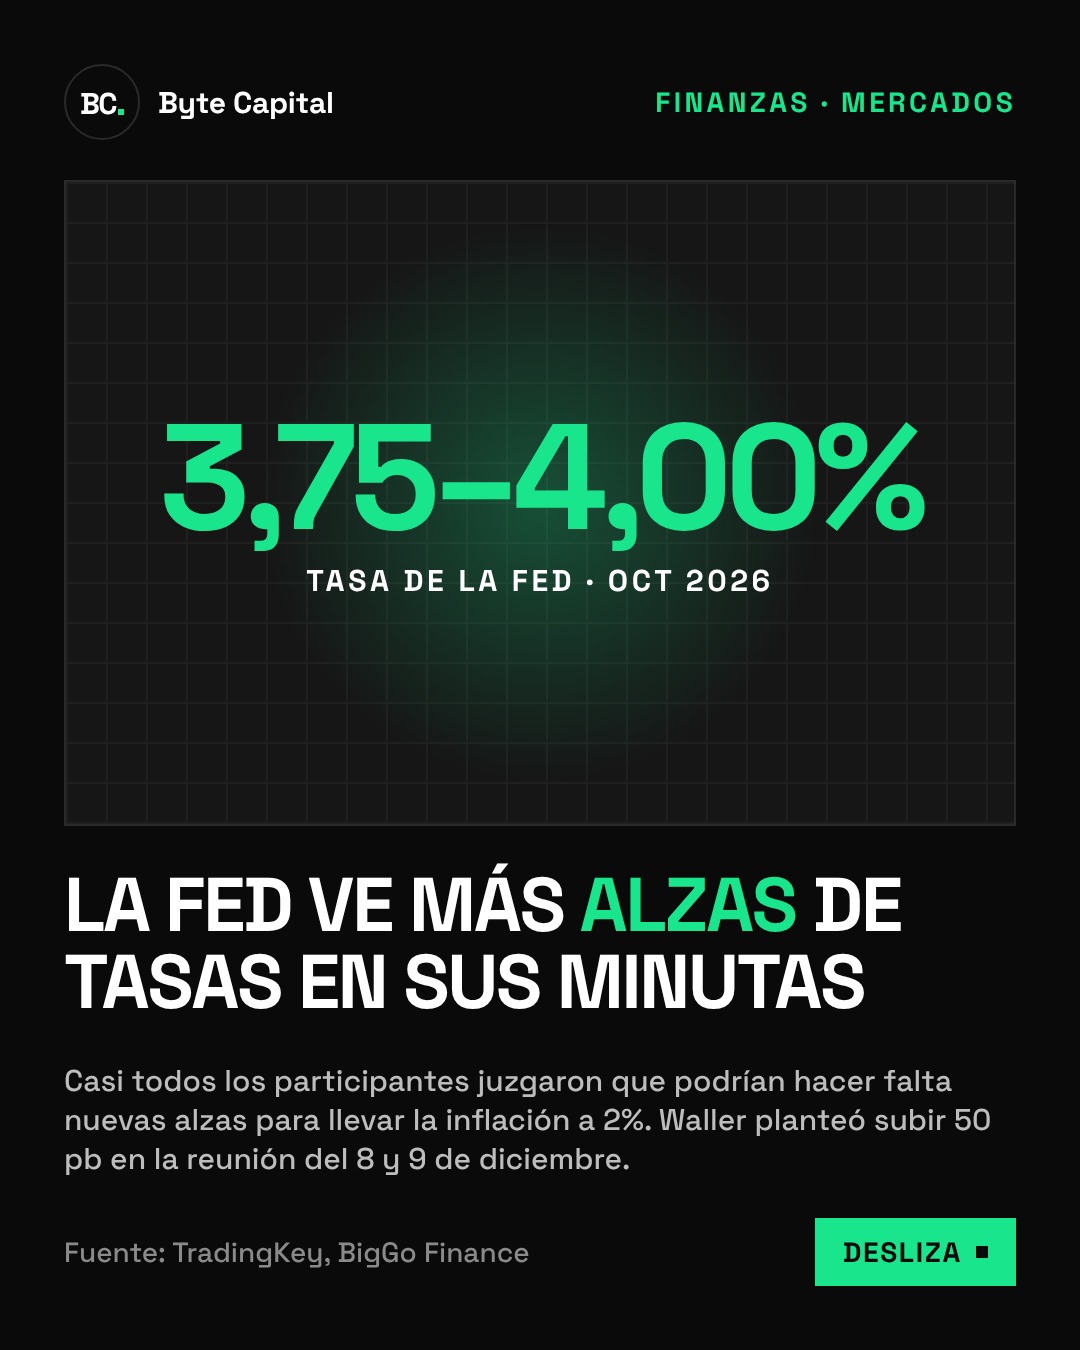 BC.
Byte Capital
FINANZAS · MERCADOS
3,75–4,00%
TASA DE LA FED · OCT 2026
LA FED VE MÁS ALZAS DE
TASAS EN SUS MINUTAS
Casi todos los participantes juzgaron que podrían hacer falta
nuevas alzas para llevar la inflación a 2%. Waller planteó subir 50
pb en la reunión del 8 y 9 de diciembre.
Fuente: TradingKey, BigGo Finance
DESLIZA